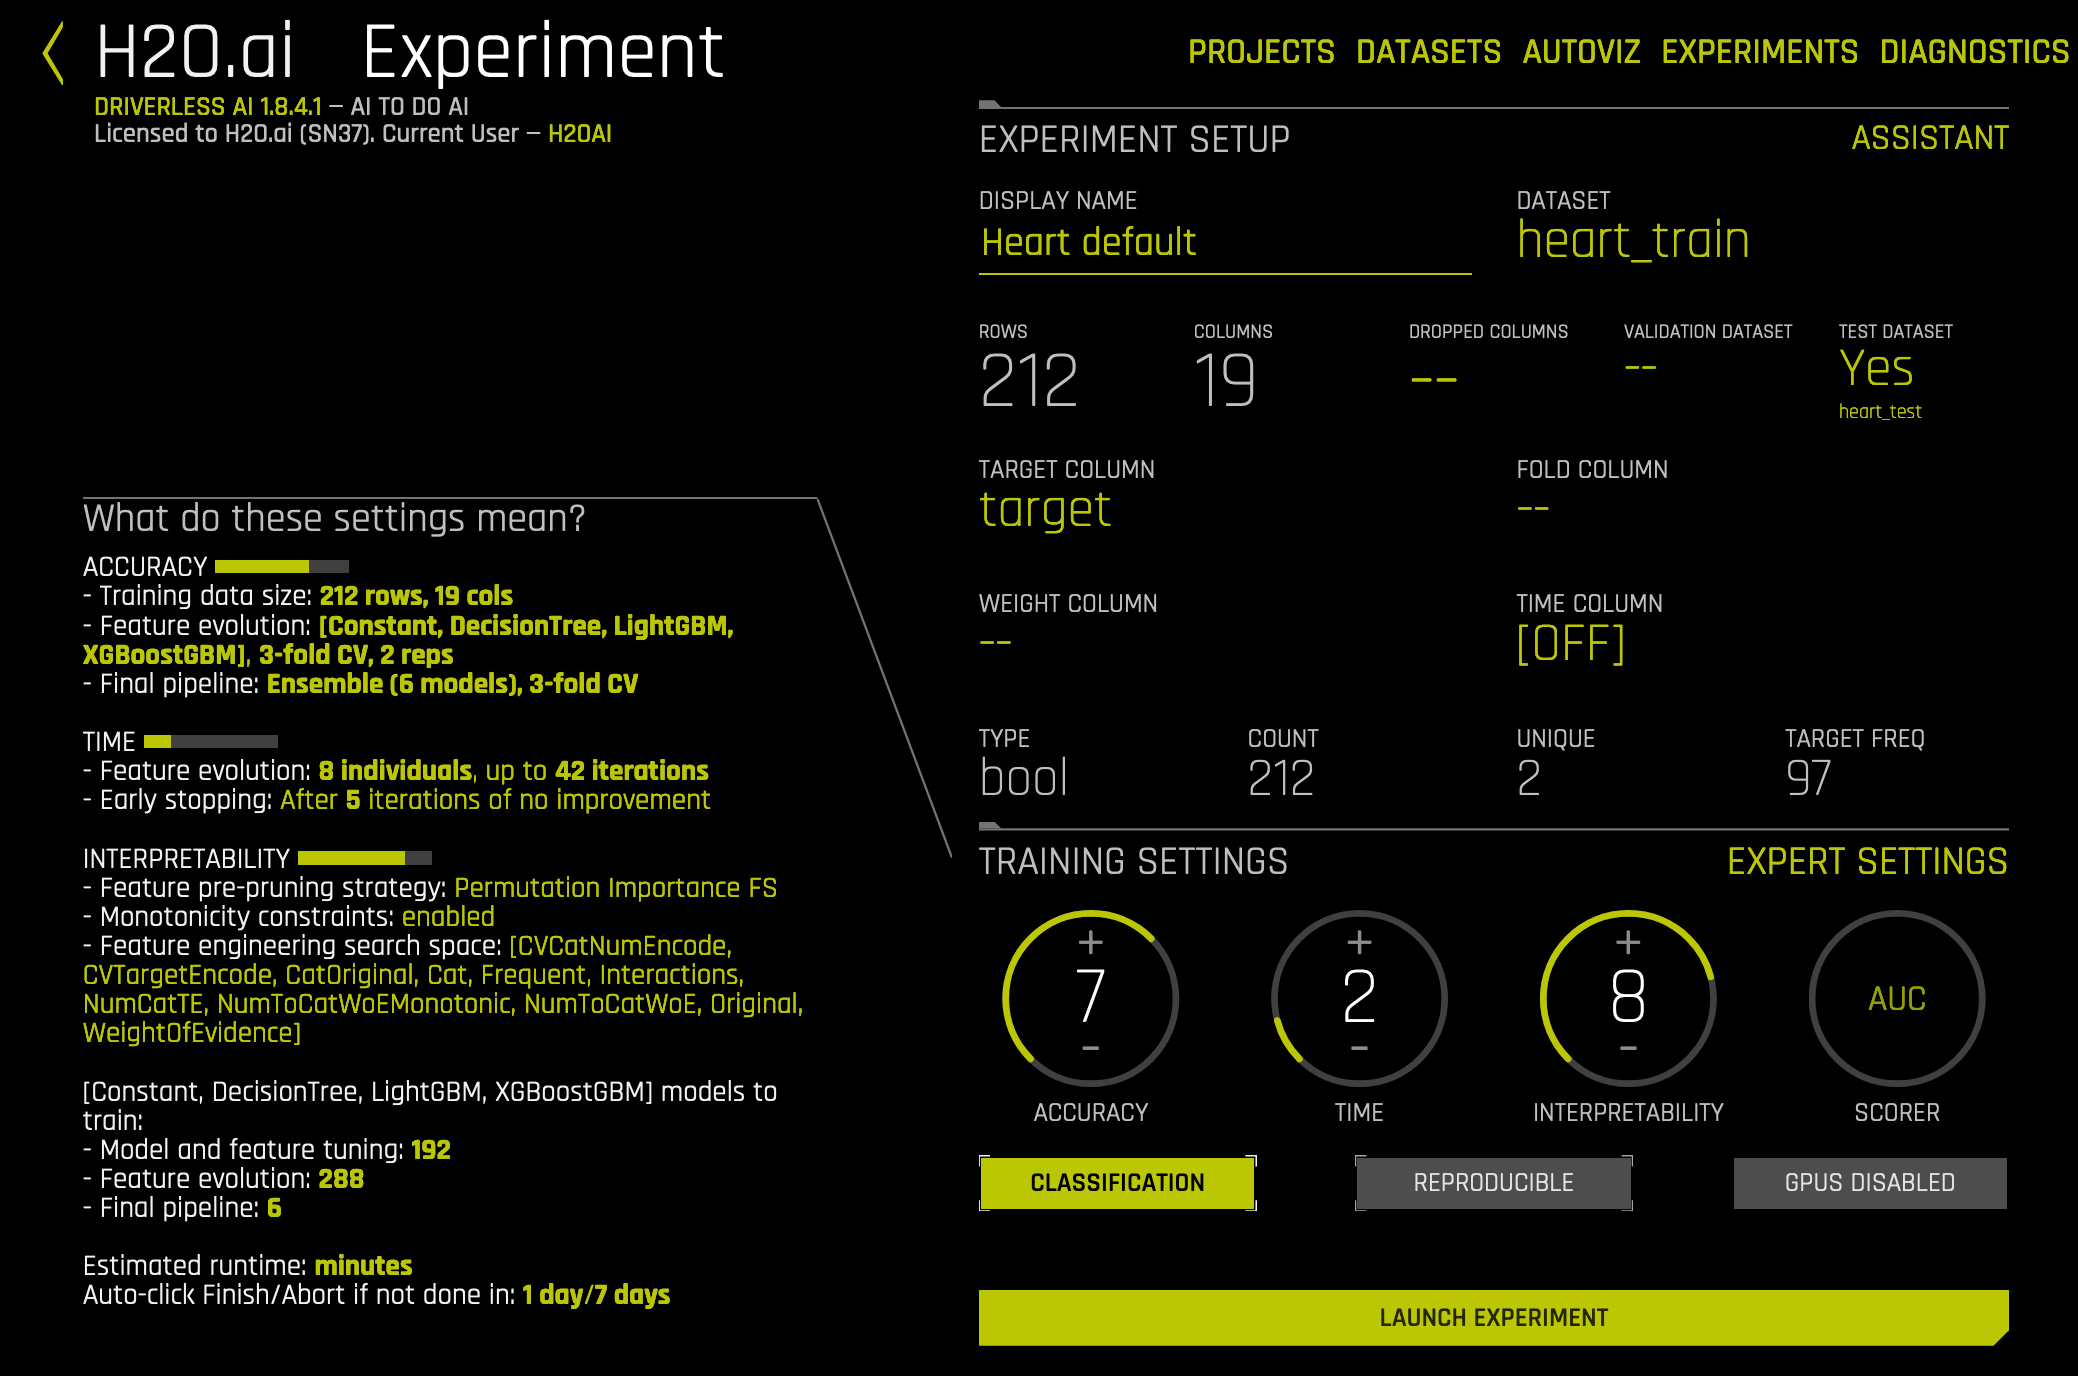 H2O.ai Experiment
PROJECTS DATASETS AUTOVIZ EXPERIMENTS DIAGNOSTICS
DRIVERLESS AI 1.8.4.1 – AI TO DO AI
Licensed to H2O.ai (SN37). Current User – H2OAI
EXPERIMENT SETUP
ASSISTANT
DISPLAY NAME
Heart default
DATASET
heart_train
ROWS
212
COLUMNS
19
DROPPED COLUMNS
--
VALIDATION DATASET
--
TEST DATASET
Yes
heart_test
TARGET COLUMN
target
FOLD COLUMN
--
WEIGHT COLUMN
--
TIME COLUMN
[OFF]
TYPE
bool
COUNT
212
UNIQUE
2
TARGET FREQ
97
What do these settings mean?
ACCURACY
- Training data size: 212 rows, 19 cols
- Feature evolution: [Constant, DecisionTree, LightGBM,
XGBoostGBM], 3-fold CV, 2 reps
- Final pipeline: Ensemble (6 models), 3-fold CV
TIME
- Feature evolution: 8 individuals, up to 42 iterations
- Early stopping: After 5 iterations of no improvement
INTERPRETABILITY
- Feature pre-pruning strategy: Permutation Importance FS
- Monotonicity constraints: enabled
- Feature engineering search space: [CVCatNumEncode,
CVTargetEncode, CatOriginal, Cat, Frequent, Interactions,
NumCatTE, NumToCatWoEMonotonic, NumToCatWoE, Original,
WeightOfEvidence]
[Constant, DecisionTree, LightGBM, XGBoostGBM] models to
train:
- Model and feature tuning: 192
- Feature evolution: 288
- Final pipeline: 6
Estimated runtime: minutes
Auto-click Finish/Abort if not done in: 1 day/7 days
TRAINING SETTINGS
EXPERT SETTINGS
+
7
-
ACCURACY
+
2
-
TIME
+
8
-
INTERPRETABILITY
AUC
SCORER
CLASSIFICATION
REPRODUCIBLE
GPUS DISABLED
LAUNCH EXPERIMENT